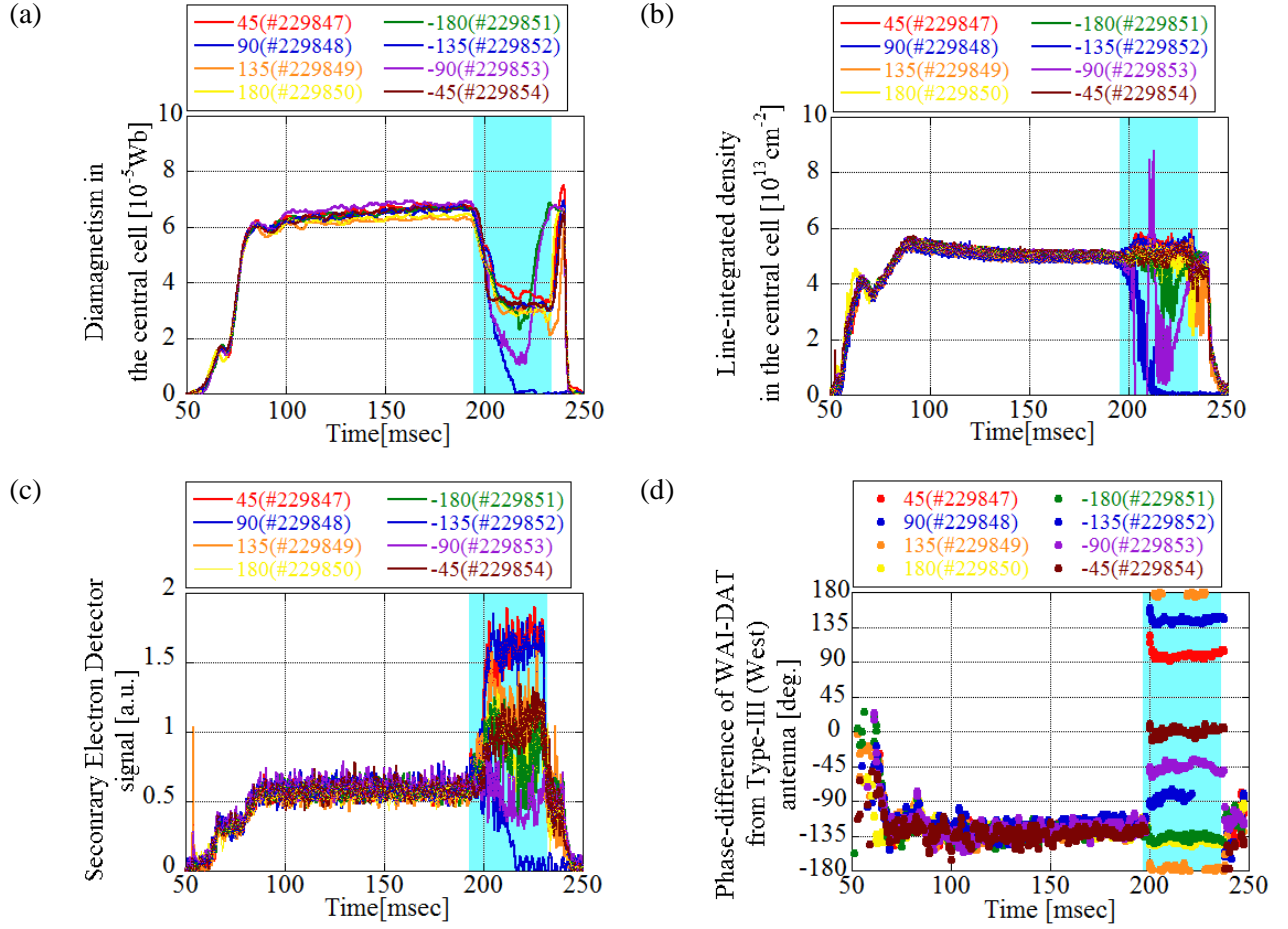 (a)
45(#229847) -180(#229851)
90(#229848) -135(#229852)
135(#229849) -90(#229853)
180(#229850) -45(#229854)
10
8
6
4
2
0
50 100 150 200 250
Time[msec]
Diamagnetism in
the central cell [10-5Wb]
(b)
45(#229847) -180(#229851)
90(#229848) -135(#229852)
135(#229849) -90(#229853)
180(#229850) -45(#229854)
10
8
6
4
2
0
50 100 150 200 250
Time[msec]
Line-integrated density
in the central cell [1013cm-2]
(c)
45(#229847) -180(#229851)
90(#229848) -135(#229852)
135(#229849) -90(#229853)
180(#229850) -45(#229854)
2
1.5
1
0.5
0
50 100 150 200 250
Time[msec]
Seconrary Electron Detector
signal [a.u.]
(d)
45(#229847) -180(#229851)
90(#229848) -135(#229852)
135(#229849) -90(#229853)
180(#229850) -45(#229854)
180
135
90
45
0
-45
-90
-135
-180
50 100 150 200 250
Time [msec]
Phase-difference of WAI-DAT
from Type-III (West)
antenna [deg.]